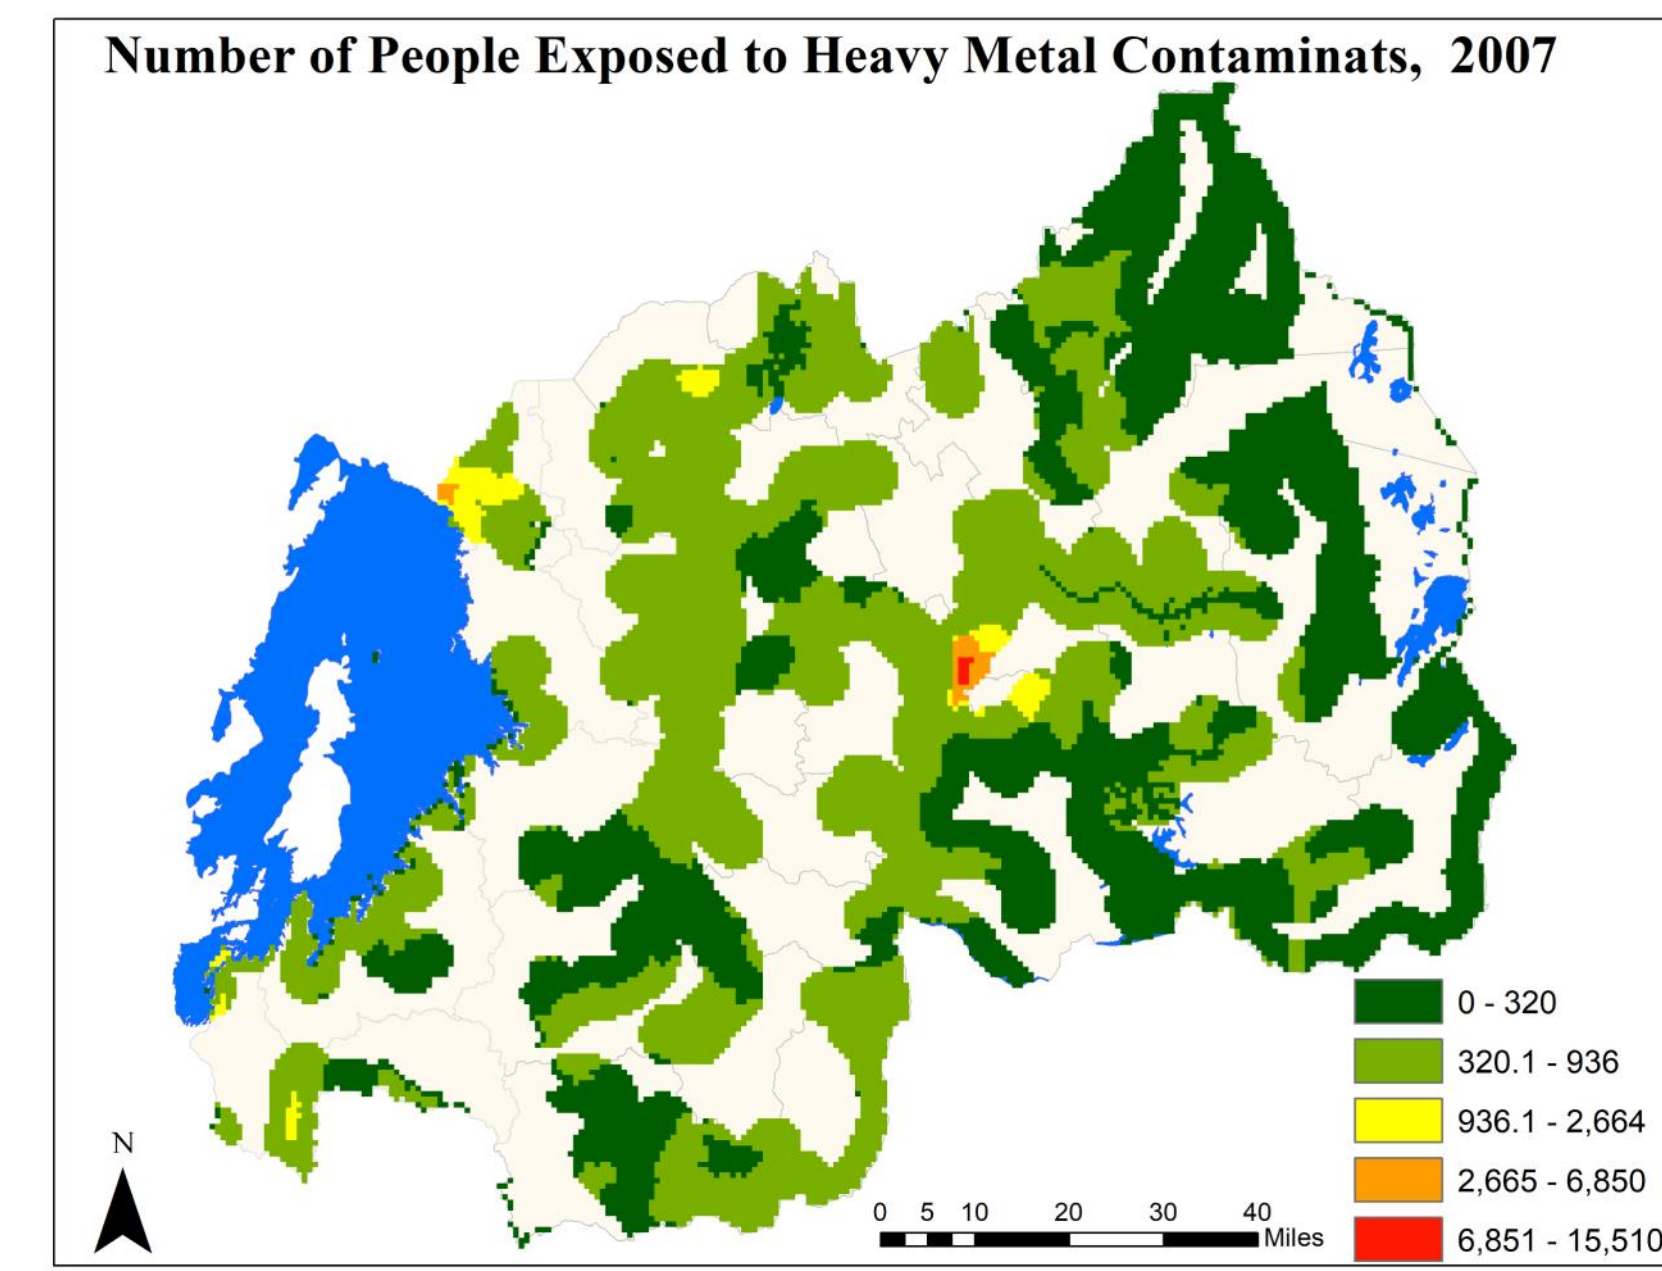 Number of People Exposed to Heavy Metal Contaminats, 2007
0 - 320
320.1 - 936
936.1 - 2,664
2,665 - 6,850
6,851 - 15,510
N
0 5 10 20 30 40
Miles